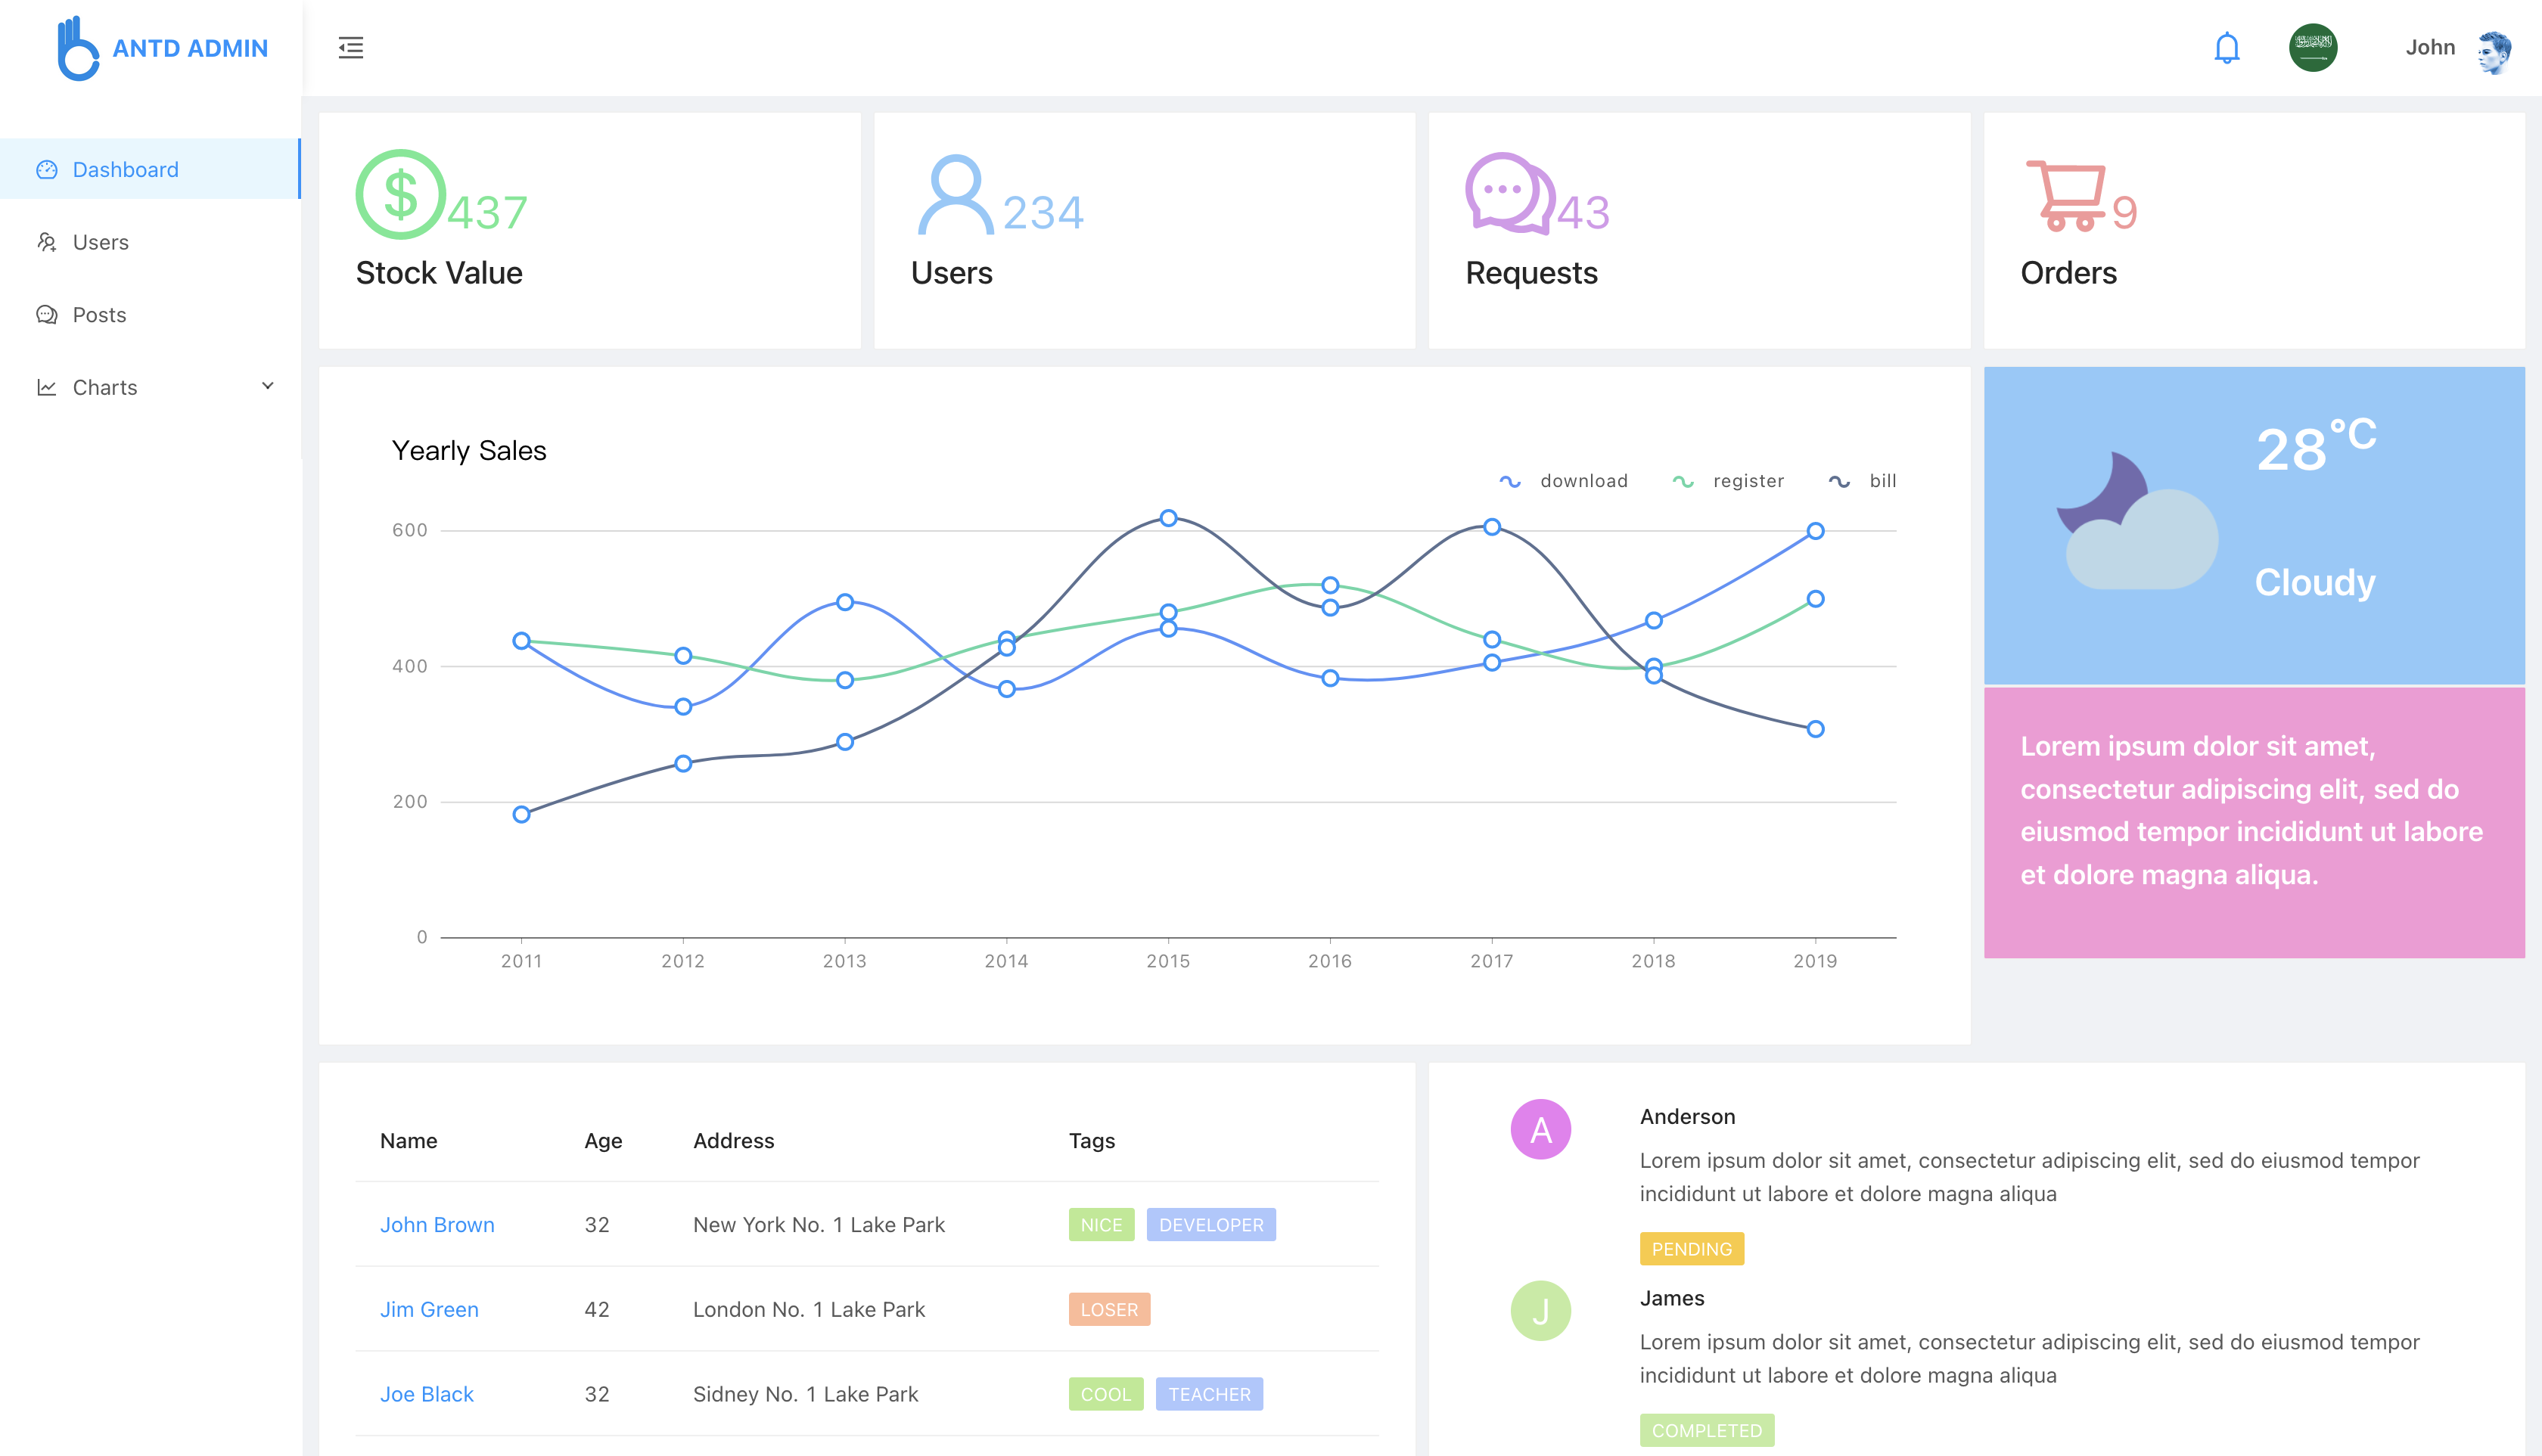 ANTD ADMIN
John
Dashboard
Users
Posts
Charts
$ 437
Stock Value
234
Users
43
Requests
9
Orders
Yearly Sales
download register bill
600
400
200
0
2011 2012 2013 2014 2015 2016 2017 2018 2019
28°C
Cloudy
Lorem ipsum dolor sit amet,
consectetur adipiscing elit, sed do
eiusmod tempor incididunt ut labore
et dolore magna aliqua.
Name Age Address Tags
John Brown 32 New York No. 1 Lake Park NICE DEVELOPER
Jim Green 42 London No. 1 Lake Park LOSER
Joe Black 32 Sidney No. 1 Lake Park COOL TEACHER
A
Anderson
Lorem ipsum dolor sit amet, consectetur adipiscing elit, sed do eiusmod tempor
incididunt ut labore et dolore magna aliqua
PENDING
J
James
Lorem ipsum dolor sit amet, consectetur adipiscing elit, sed do eiusmod tempor
incididunt ut labore et dolore magna aliqua
COMPLETED